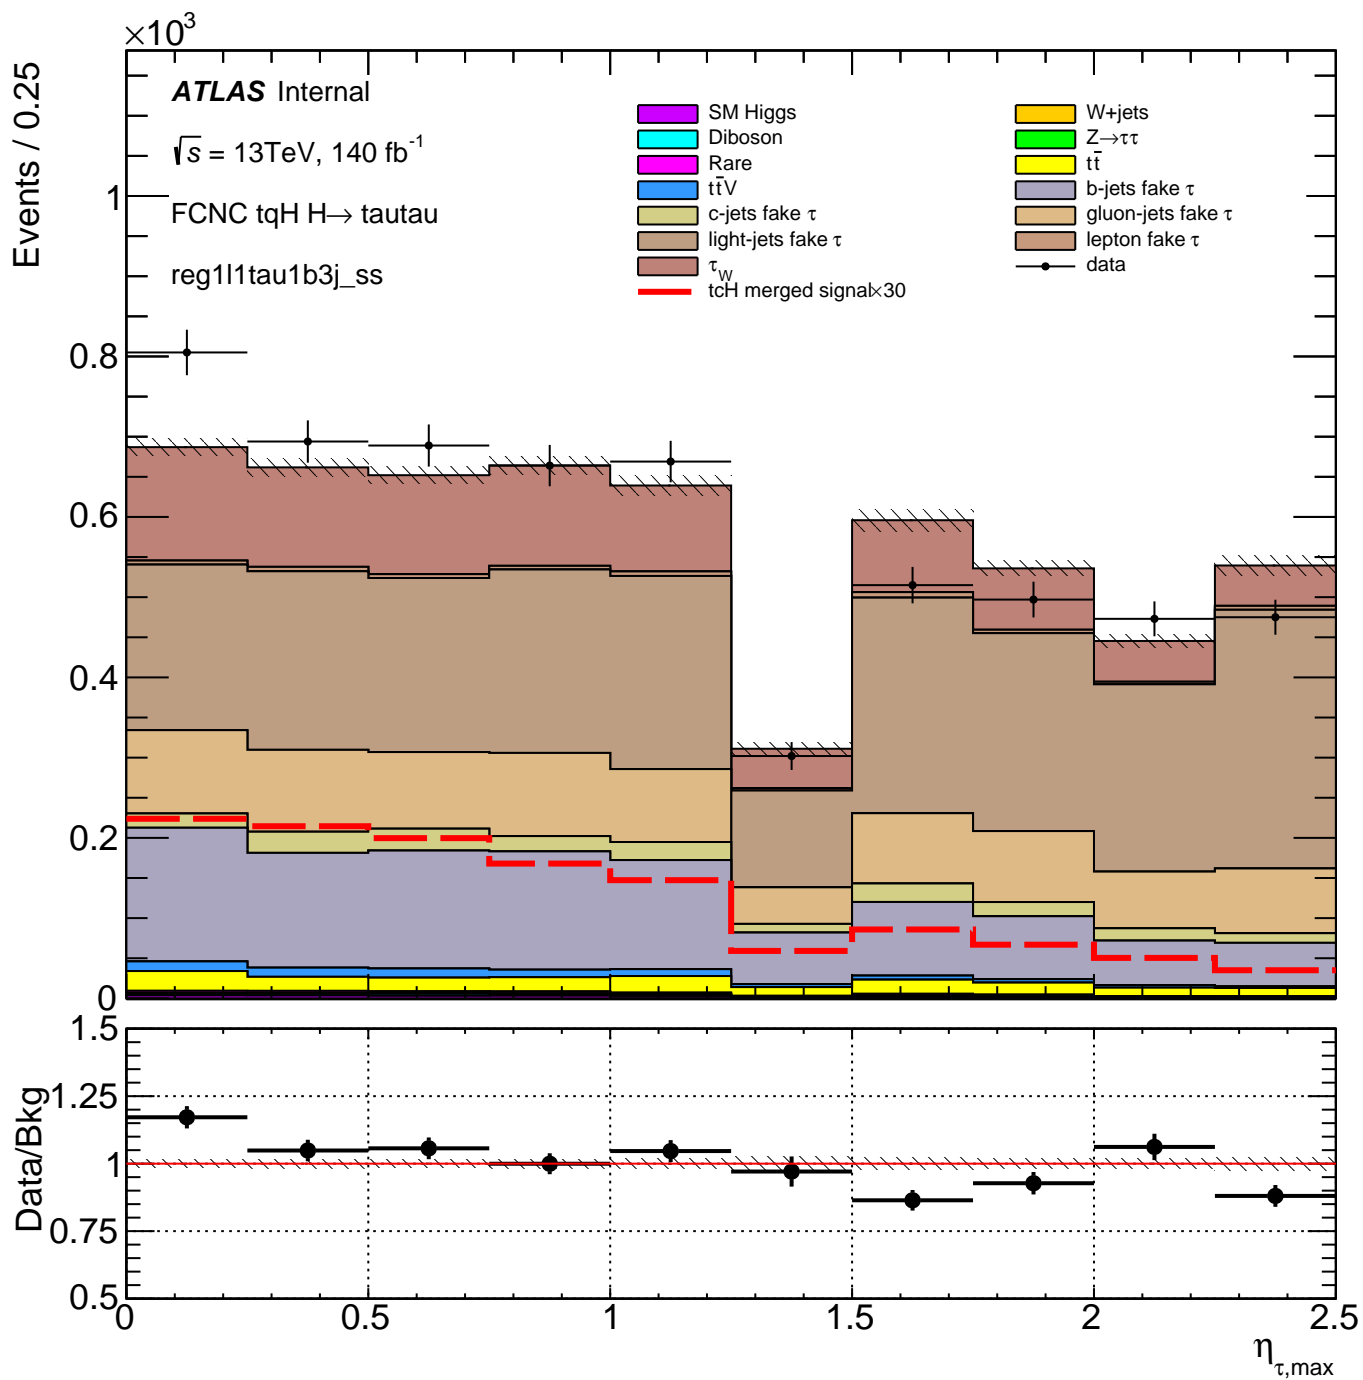 ×10³
Events / 0.25
ATLAS Internal
√s = 13TeV, 140 fb⁻¹
FCNC tqH H→ tautau
reg1l1tau1b3j_ss
SM Higgs
Diboson
Rare
tt̄V
c-jets fake τ
light-jets fake τ
τ_W
tcH merged signal×30
W+jets
Z→ττ
tt̄
b-jets fake τ
gluon-jets fake τ
lepton fake τ
data
1
0.8
0.6
0.4
0.2
0
Data/Bkg
1.5
1.25
1
0.75
0.5
0 0.5 1 1.5 2 2.5
η_τ,max